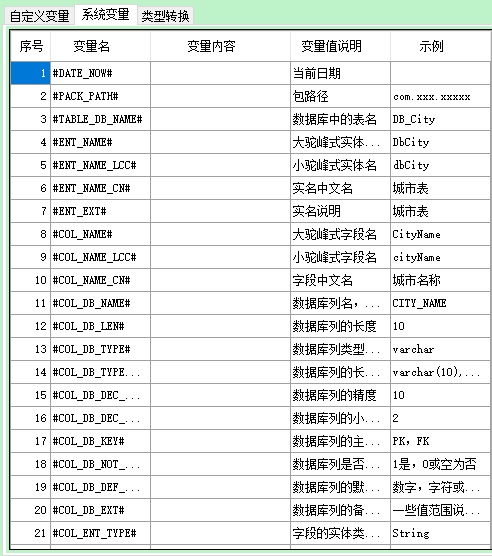 自定义变量 系统变量 类型转换
序号 变量名 变量内容 变量值说明 示例
1 #DATE_NOW# 当前日期
2 #PACK_PATH# 包路径 com.xxx.xxxxx
3 #TABLE_DB_NAME# 数据库中的表名 DB_City
4 #ENT_NAME# 大驼峰式实体... DbCity
5 #ENT_NAME_LCC# 小驼峰式实体名 dbCity
6 #ENT_NAME_CN# 实名中文名 城市表
7 #ENT_EXT# 实名说明 城市表
8 #COL_NAME# 大驼峰式字段名 CityName
9 #COL_NAME_LCC# 小驼峰式字段名 cityName
10 #COL_NAME_CN# 字段中文名 城市名称
11 #COL_DB_NAME# 数据库列名，... CITY_NAME
12 #COL_DB_LEN# 数据库列的长度 10
13 #COL_DB_TYPE# 数据库列类型... varchar
14 #COL_DB_TYPE... 数据库列的长... varchar(10),...
15 #COL_DB_DEC_... 数据库列的精度 10
16 #COL_DB_DEC_... 数据库列的小... 2
17 #COL_DB_KEY# 数据库列的主... PK，FK
18 #COL_DB_NOT_... 数据库列是否... 1是，0或空为否
19 #COL_DB_DEF_... 数据库列的默... 数字，字符或...
20 #COL_DB_EXT# 数据库列的备... 一些值范围说...
21 #COL_ENT_TYPE# 字段的实体类... String